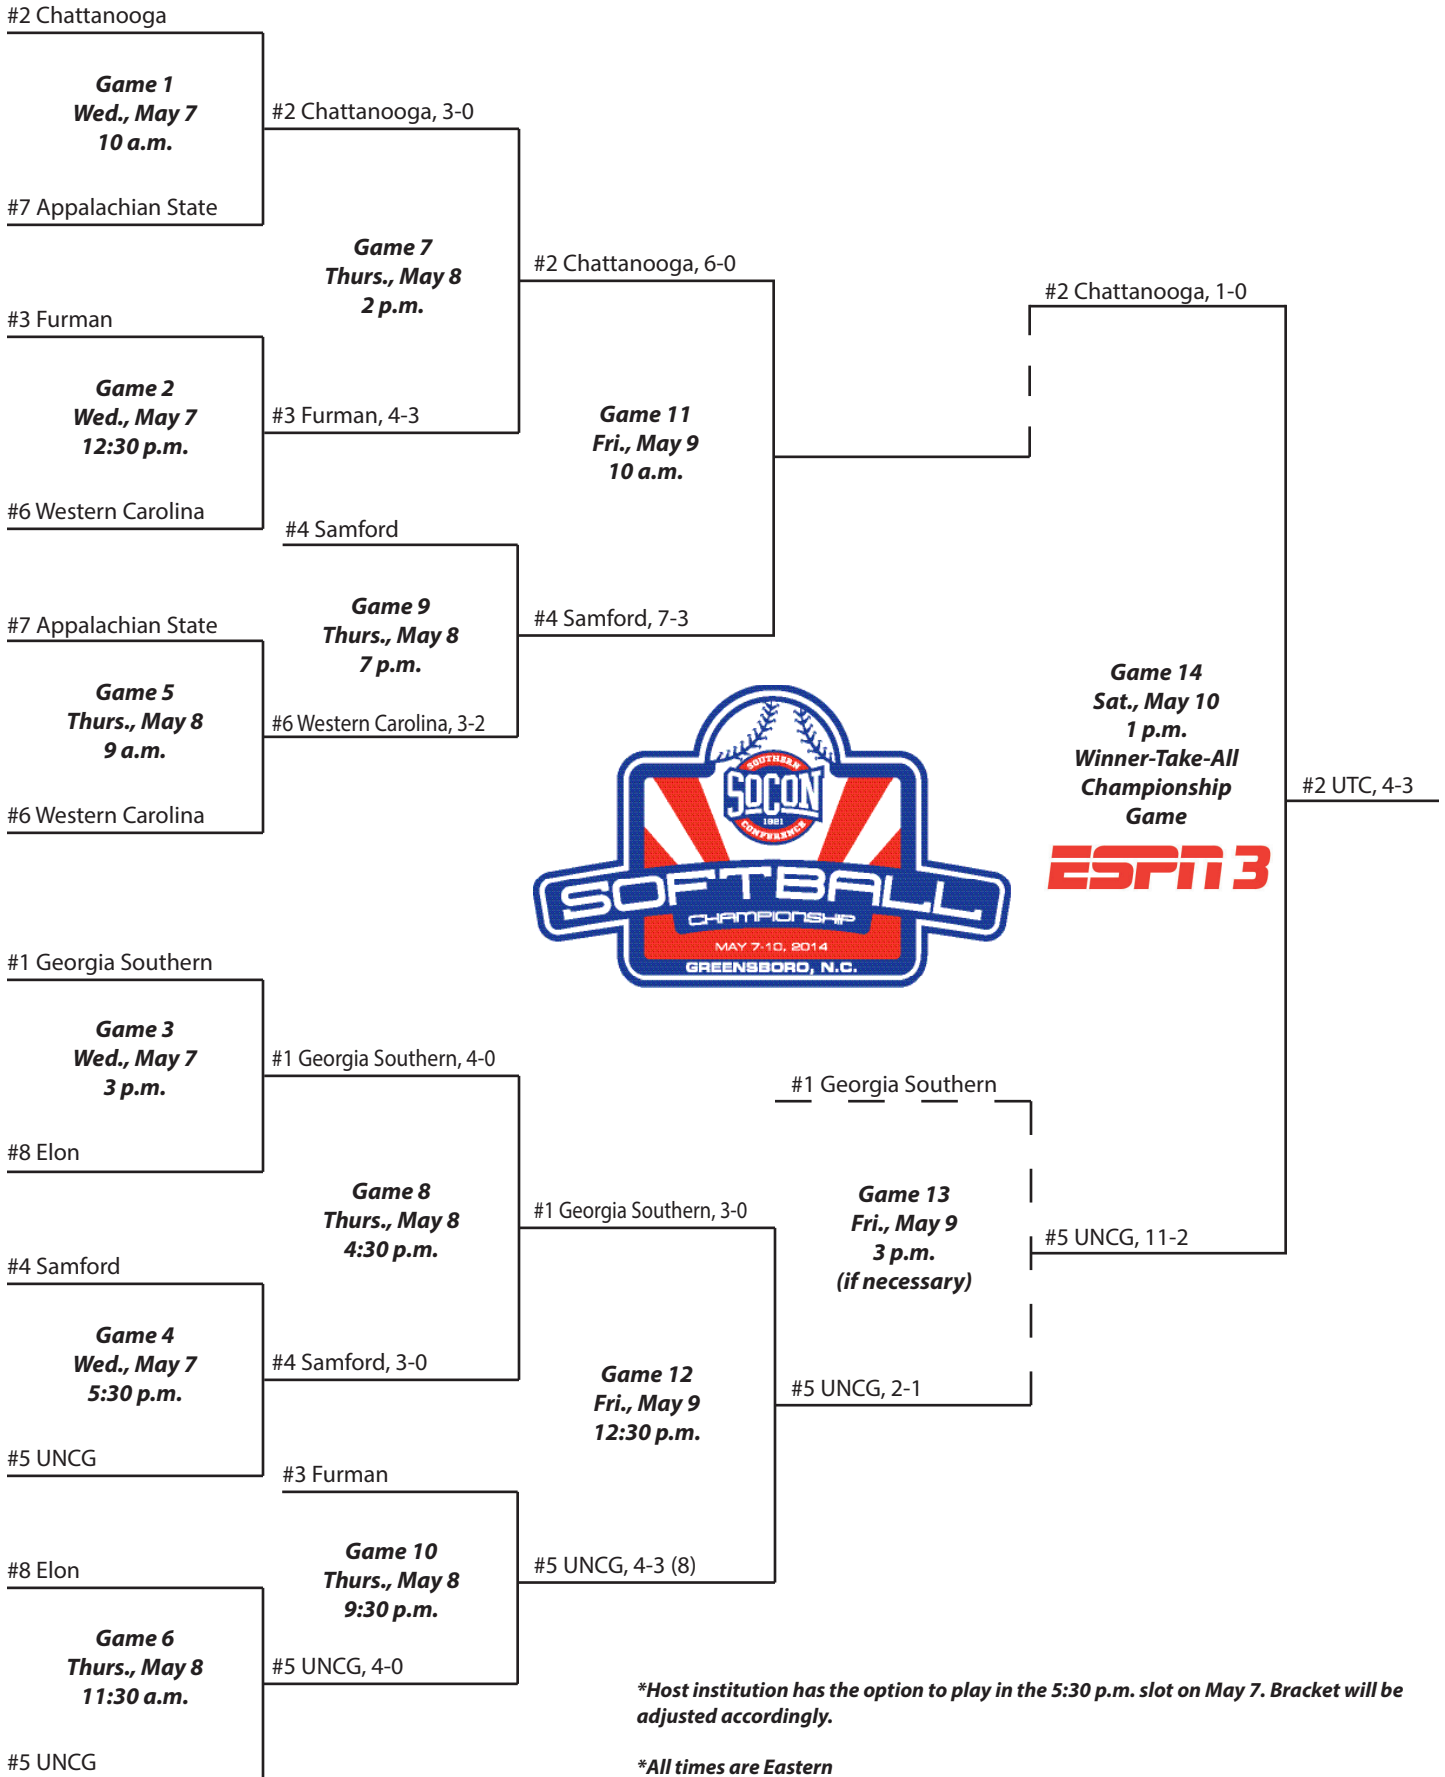 #2 Chattanooga
Game 1
Wed., May 7
10 a.m.
#2 Chattanooga, 3-0
#7 Appalachian State
Game 7
Thurs., May 8
2 p.m.
#2 Chattanooga, 6-0
#2 Chattanooga, 1-0
#3 Furman
Game 2
Wed., May 7
12:30 p.m.
#3 Furman, 4-3
Game 11
Fri., May 9
10 a.m.
#6 Western Carolina
#4 Samford
Game 9
Thurs., May 8
7 p.m.
#4 Samford, 7-3
#7 Appalachian State
Game 5
Thurs., May 8
9 a.m.
#6 Western Carolina, 3-2
#6 Western Carolina
Game 14
Sat., May 10
1 p.m.
Winner-Take-All
Championship
Game
#2 UTC, 4-3
ESPN 3
SOUTHERN
SOCON
1921
CONFERENCE
SOFTBALL
CHAMPIONSHIP
MAY 7-10, 2014
GREENSBORO, N.C.
#1 Georgia Southern
Game 3
Wed., May 7
3 p.m.
#1 Georgia Southern, 4-0
#1 Georgia Southern
#8 Elon
Game 8
Thurs., May 8
4:30 p.m.
#1 Georgia Southern, 3-0
Game 13
Fri., May 9
3 p.m.
(if necessary)
#5 UNCG, 11-2
#4 Samford
Game 4
Wed., May 7
5:30 p.m.
#4 Samford, 3-0
Game 12
Fri., May 9
12:30 p.m.
#5 UNCG, 2-1
#5 UNCG
#3 Furman
Game 10
Thurs., May 8
9:30 p.m.
#5 UNCG, 4-3 (8)
#8 Elon
Game 6
Thurs., May 8
11:30 a.m.
#5 UNCG, 4-0
#5 UNCG
*Host institution has the option to play in the 5:30 p.m. slot on May 7. Bracket will be
adjusted accordingly.
*All times are Eastern